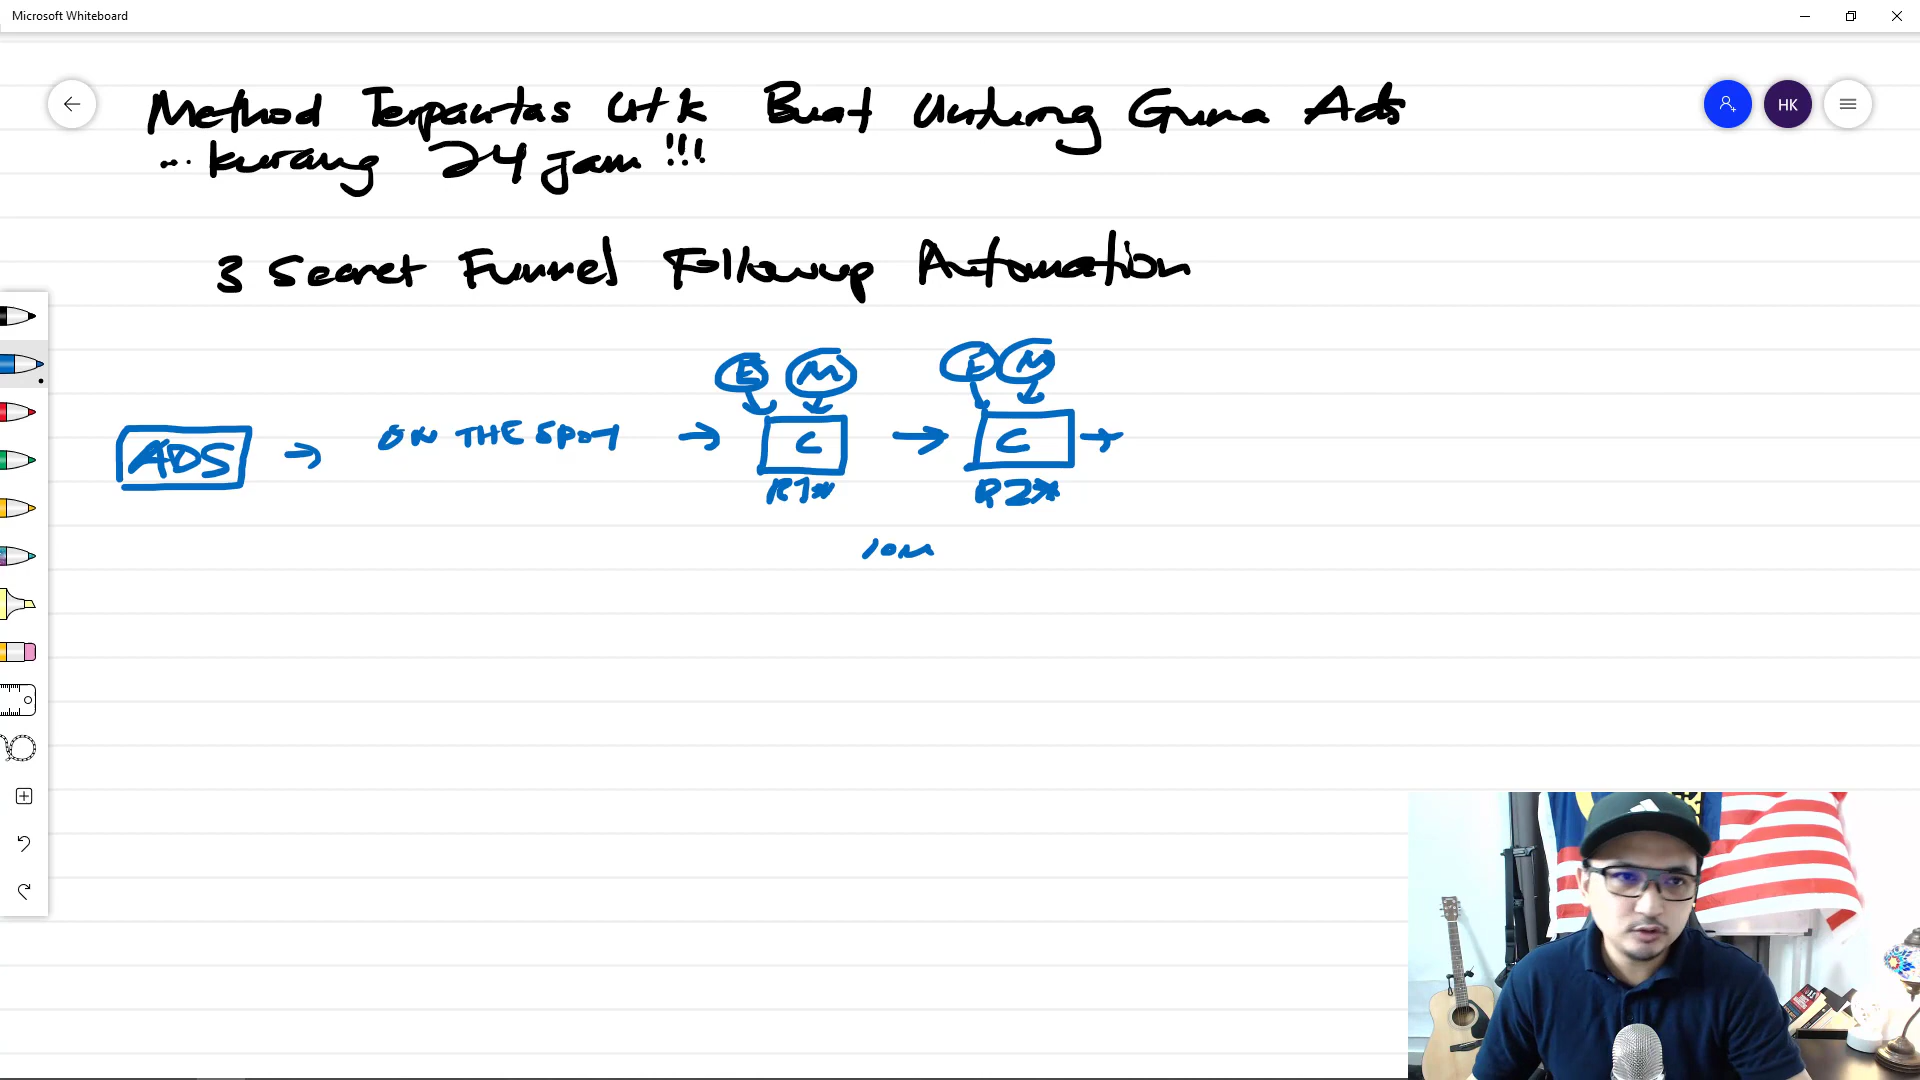 Microsoft Whiteboard
Method Terpantas Utk Buat Untung Guna Ads
... kurang 24 jam !!!
HK
3 Secret Funnel Followup Automation
E M E M
ADS → ON THE SPOT → C → C →
R1* R2*
10M